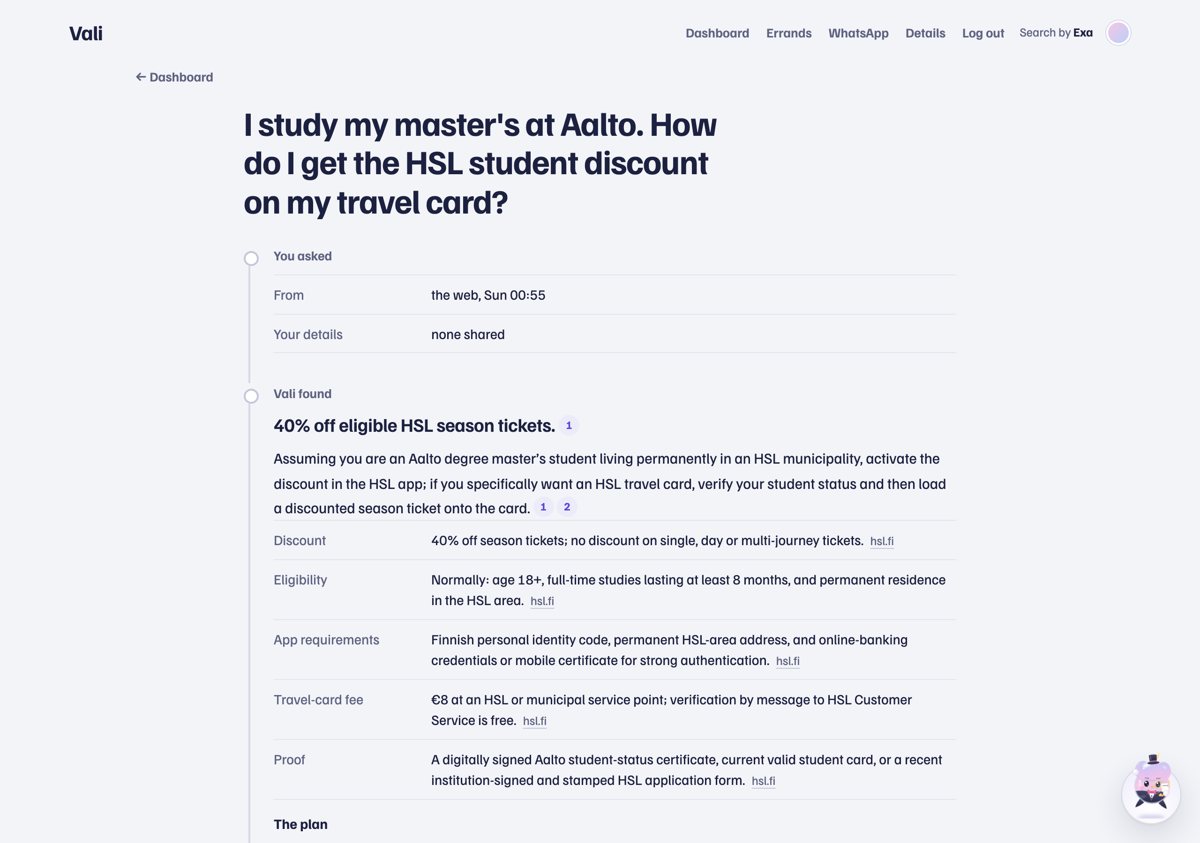 Vali
Dashboard Errands WhatsApp Details Log out Search by Exa
← Dashboard
I study my master's at Aalto. How
do I get the HSL student discount
on my travel card?
You asked
From the web, Sun 00:55
Your details none shared
Vali found
40% off eligible HSL season tickets. 1
Assuming you are an Aalto degree master's student living permanently in an HSL municipality, activate the
discount in the HSL app; if you specifically want an HSL travel card, verify your student status and then load
a discounted season ticket onto the card. 1 2
Discount 40% off season tickets; no discount on single, day or multi-journey tickets. hsl.fi
Eligibility Normally: age 18+, full-time studies lasting at least 8 months, and permanent residence
in the HSL area. hsl.fi
App requirements Finnish personal identity code, permanent HSL-area address, and online-banking
credentials or mobile certificate for strong authentication. hsl.fi
Travel-card fee €8 at an HSL or municipal service point; verification by message to HSL Customer
Service is free. hsl.fi
Proof A digitally signed Aalto student-status certificate, current valid student card, or a recent
institution-signed and stamped HSL application form. hsl.fi
The plan